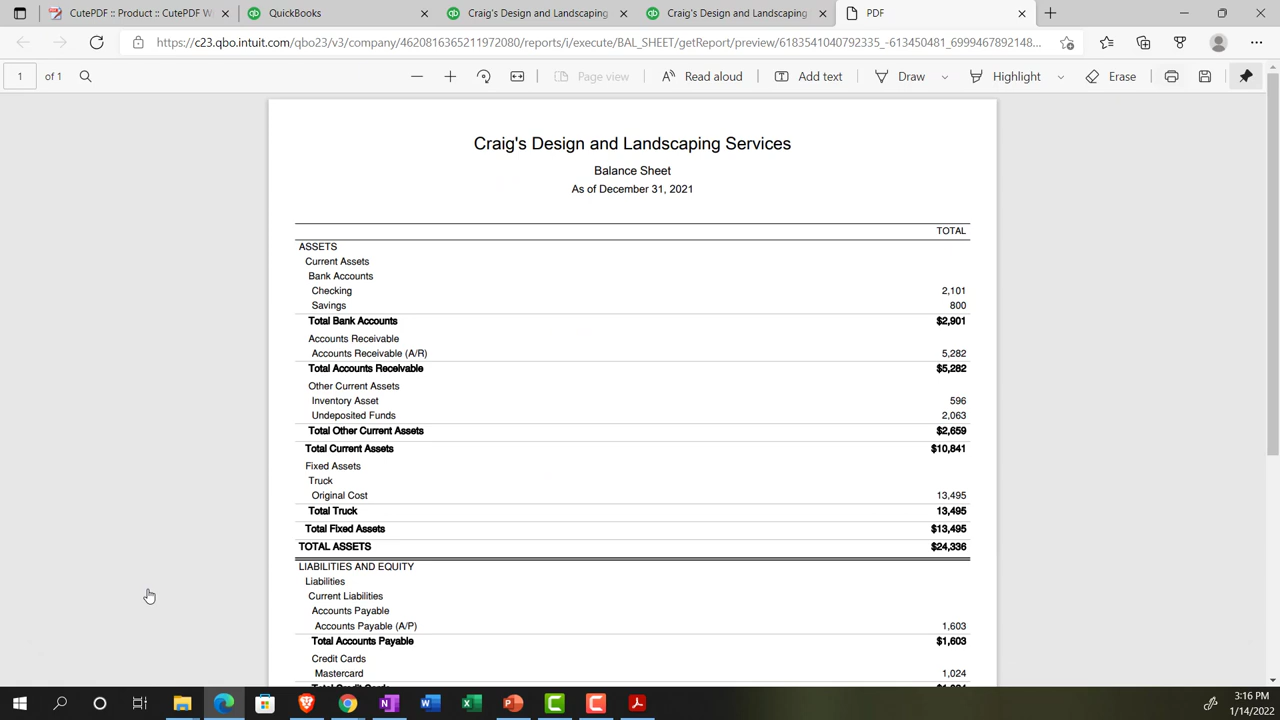 CutePDF :: Product :: CutePDF W
QuickBooks
Craig's Design and Landscaping
Craig's Design and Landscaping
PDF
https://c23.qbo.intuit.com/qbo23/v3/company/4620816365211972080/reports/i/execute/BAL_SHEET/getReport/preview/6183541040792335_-613450481_6999467892148...
1 of 1
Page view
Read aloud
Add text
Draw
Highlight
Erase
Craig's Design and Landscaping Services
Balance Sheet
As of December 31, 2021
TOTAL
ASSETS
Current Assets
Bank Accounts
Checking 2,101
Savings 800
Total Bank Accounts $2,901
Accounts Receivable
Accounts Receivable (A/R) 5,282
Total Accounts Receivable $5,282
Other Current Assets
Inventory Asset 596
Undeposited Funds 2,063
Total Other Current Assets $2,659
Total Current Assets $10,841
Fixed Assets
Truck
Original Cost 13,495
Total Truck 13,495
Total Fixed Assets $13,495
TOTAL ASSETS $24,336
LIABILITIES AND EQUITY
Liabilities
Current Liabilities
Accounts Payable
Accounts Payable (A/P) 1,603
Total Accounts Payable $1,603
Credit Cards
Mastercard 1,024
3:16 PM
1/14/2022